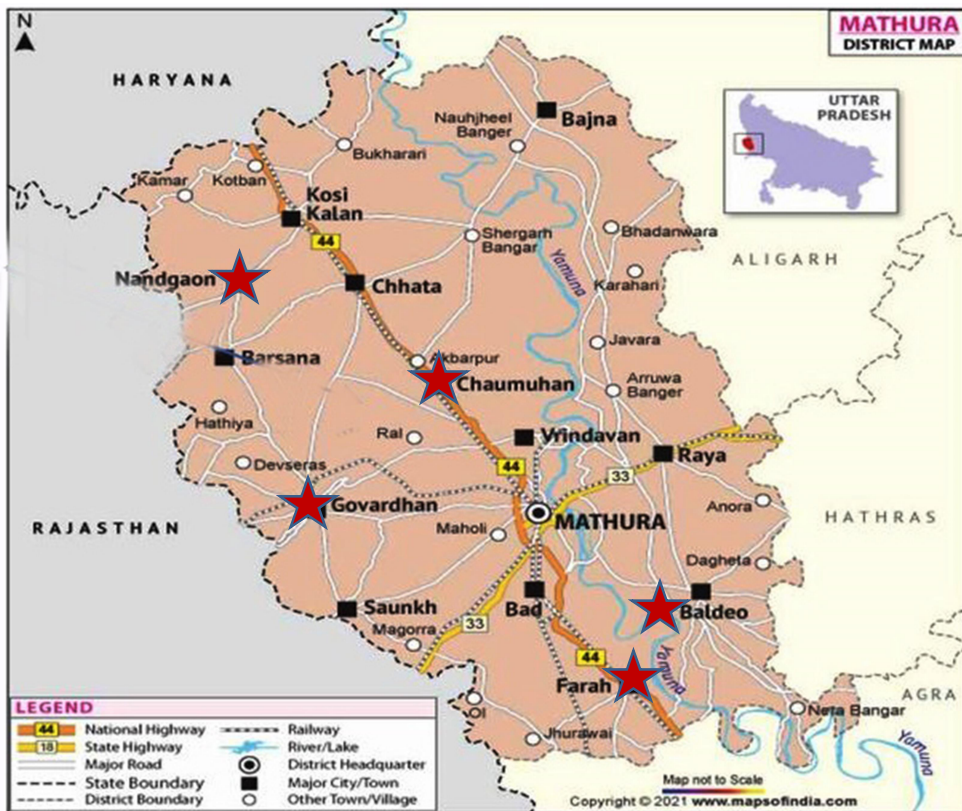 N
MATHURA
DISTRICT MAP
HARYANA
UTTAR
PRADESH
Nauhjheel
Banger
Bajna
Bukharari
Kotban
Kamar
Kosi
Kalan
44
Shergarh
Bangar
Bhadanwara
Yamuna
ALIGARH
Nandgaon
Chhata
Karahari
Javara
Barsana
Akbarpur
Chaumuhan
Arruwa
Banger
Hathiya
Ral
Vrindavan
Raya
Devseras
44
33
Govardhan
Anora
RAJASTHAN
Maholi
MATHURA
HATHRAS
Dagheta
Saunkh
Bad
Baldeo
Magorra
33
44
Farah
Yamuna
AGRA
Ol
Neta Bangar
Jhurawai
Yamuna
LEGEND
44 National Highway
Railway
18 State Highway
River/Lake
Major Road
District Headquarter
State Boundary
Major City/Town
District Boundary
Other Town/Village
Map not to Scale
Copyright © 2021 www.mapsofindia.com